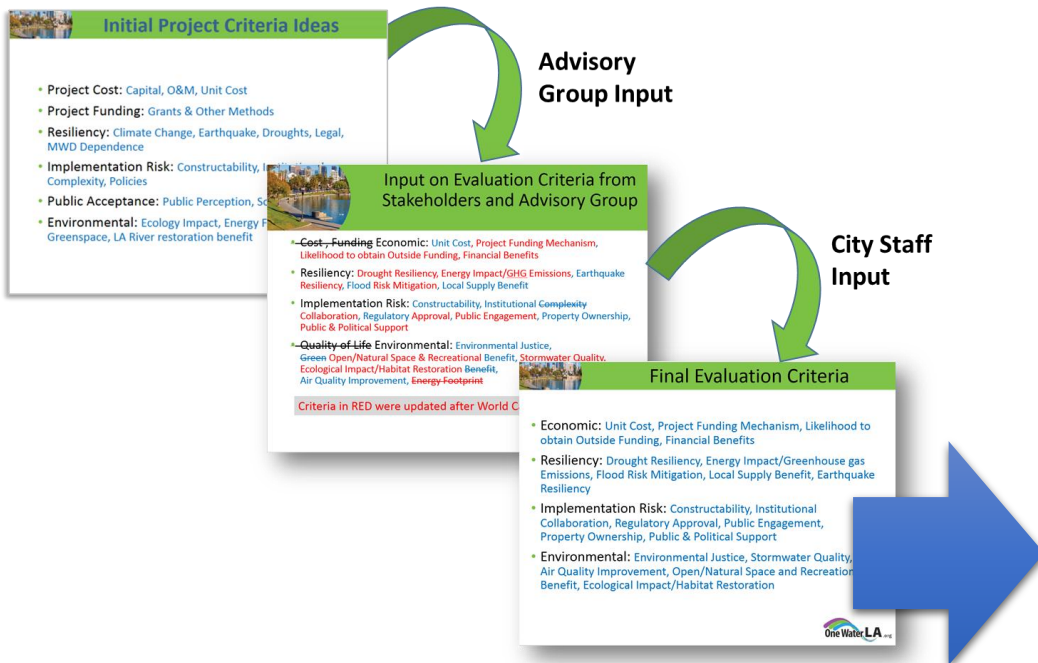 Initial Project Criteria Ideas
• Project Cost: Capital, O&M, Unit Cost
• Project Funding: Grants & Other Methods
• Resiliency: Climate Change, Earthquake, Droughts, Legal,
MWD Dependence
• Implementation Risk: Constructability,
Complexity, Policies
• Public Acceptance: Public Perception,
• Environmental: Ecology Impact, Energy
Greenspace, LA River restoration benefit
Advisory
Group Input
Input on Evaluation Criteria from
Stakeholders and Advisory Group
• Cost , Funding Economic: Unit Cost, Project Funding Mechanism,
Likelihood to obtain Outside Funding, Financial Benefits
• Resiliency: Drought Resiliency, Energy Impact/GHG Emissions, Earthquake
Resiliency, Flood Risk Mitigation, Local Supply Benefit
• Implementation Risk: Constructability, Institutional Complexity
Collaboration, Regulatory Approval, Public Engagement, Property Ownership,
Public & Political Support
• Quality of Life Environmental: Environmental Justice,
Green Open/Natural Space & Recreational Benefit, Stormwater Quality,
Ecological Impact/Habitat Restoration Benefit,
Air Quality Improvement, Energy Footprint
Criteria in RED were updated after World
City Staff
Input
Final Evaluation Criteria
• Economic: Unit Cost, Project Funding Mechanism, Likelihood to
obtain Outside Funding, Financial Benefits
• Resiliency: Drought Resiliency, Energy Impact/Greenhouse gas
Emissions, Flood Risk Mitigation, Local Supply Benefit, Earthquake
Resiliency
• Implementation Risk: Constructability, Institutional
Collaboration, Regulatory Approval, Public Engagement,
Property Ownership, Public & Political Support
• Environmental: Environmental Justice, Stormwater Quality,
Air Quality Improvement, Open/Natural Space and Recreation
Benefit, Ecological Impact/Habitat Restoration
One Water LA.org